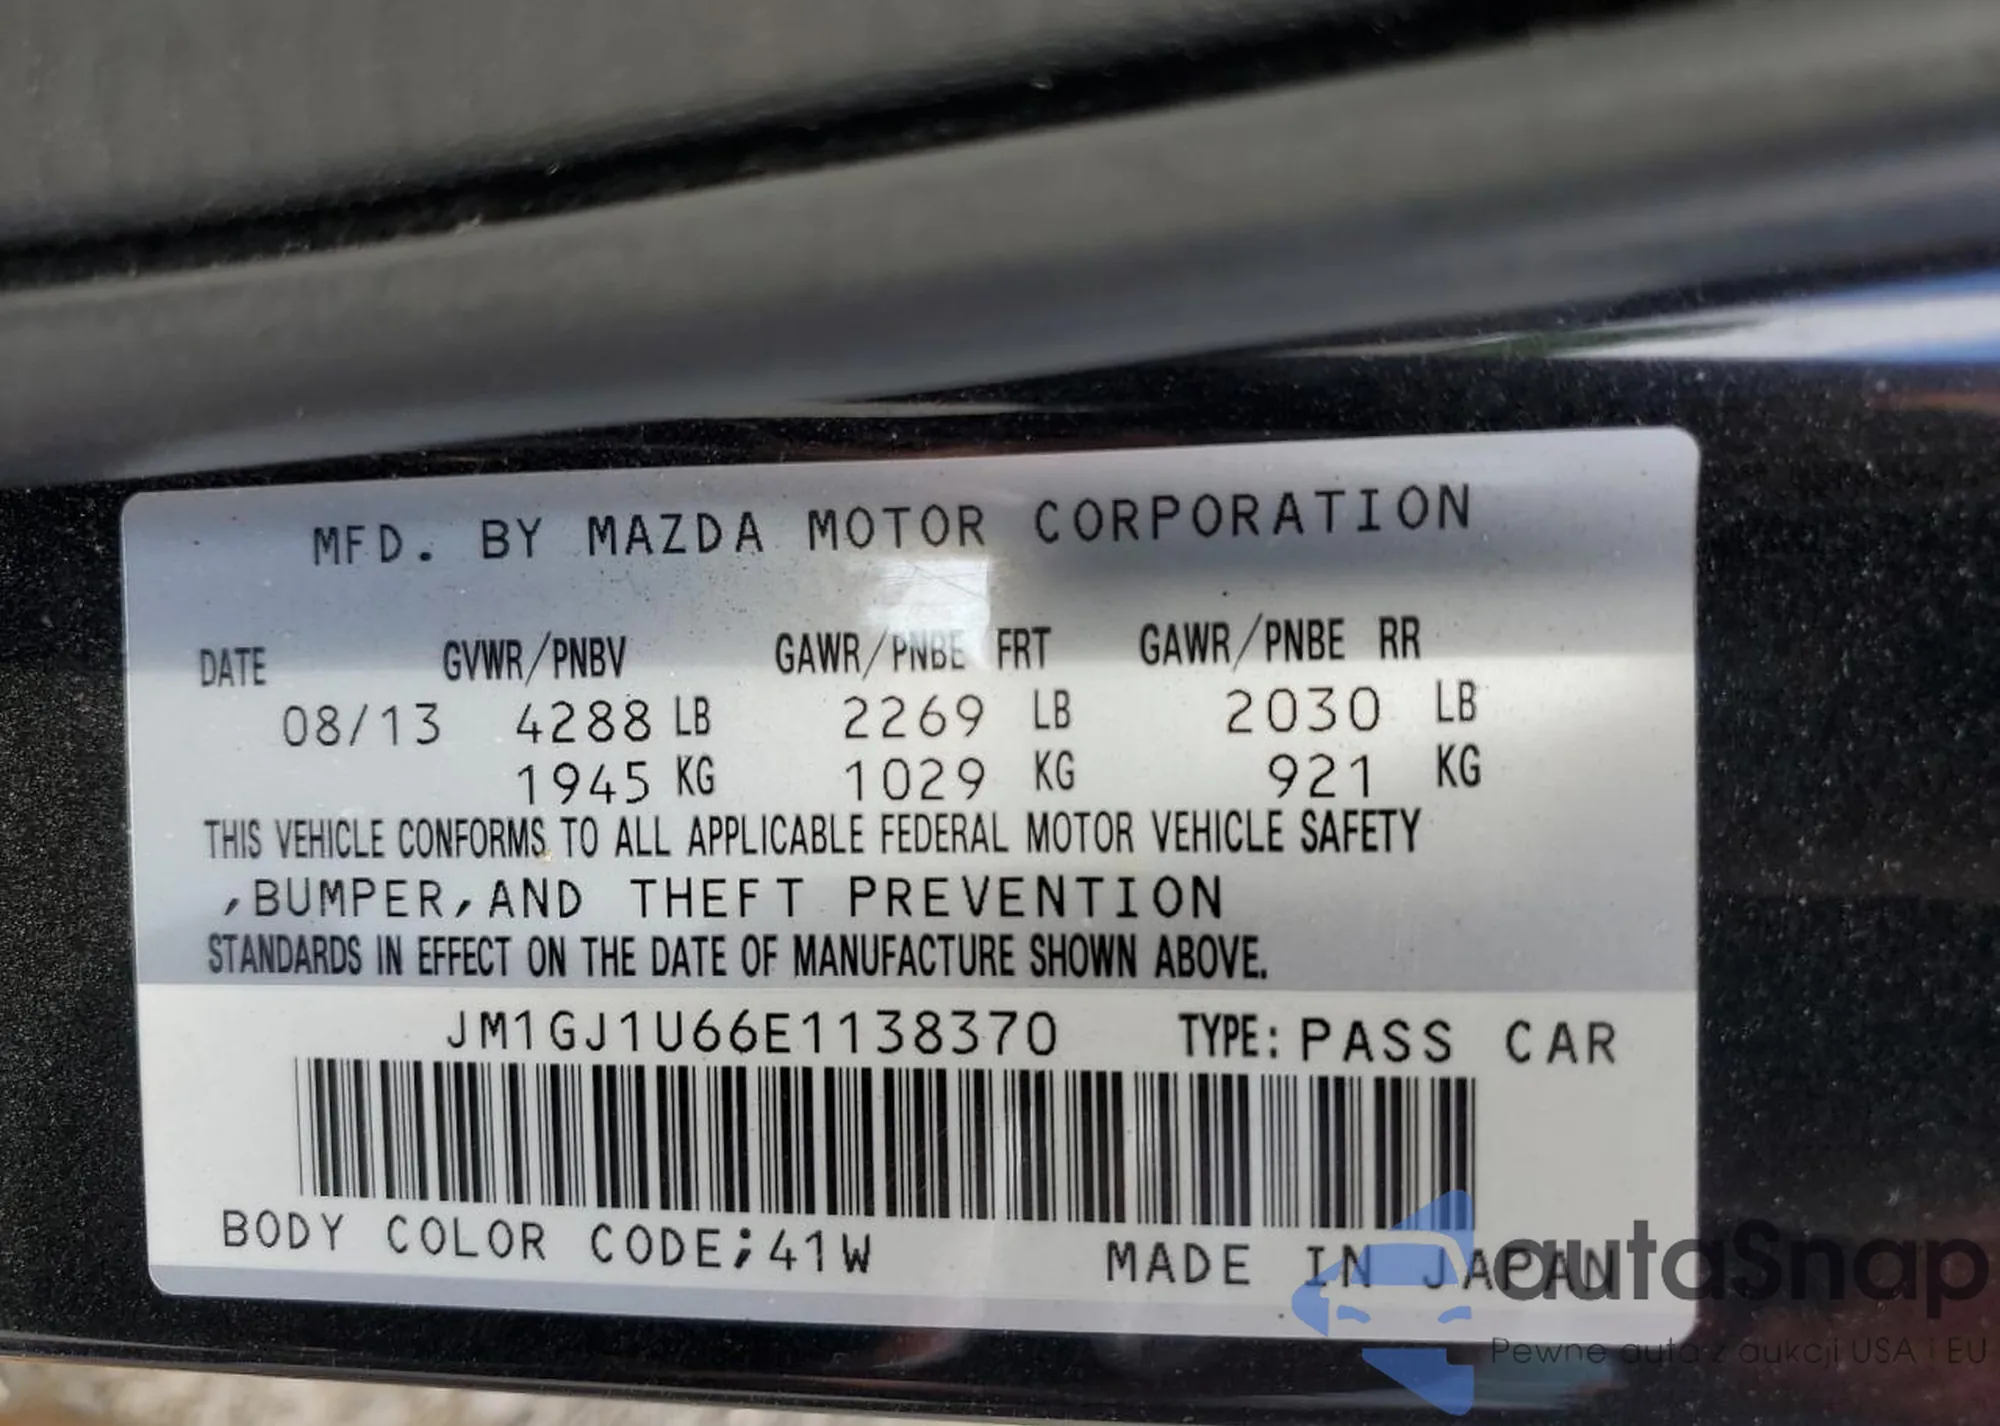 MFD. BY MAZDA MOTOR CORPORATION
DATE GVWR/PNBV GAWR/PNBE FRT GAWR/PNBE RR
08/13 4288 LB 2269 LB 2030 LB
1945 KG 1029 KG 921 KG
THIS VEHICLE CONFORMS TO ALL APPLICABLE FEDERAL MOTOR VEHICLE SAFETY
,BUMPER,AND THEFT PREVENTION
STANDARDS IN EFFECT ON THE DATE OF MANUFACTURE SHOWN ABOVE.
JM1GJ1U66E1138370 TYPE: PASS CAR
BODY COLOR CODE;41W MADE IN JAPAN
autaSnap
Pewne auta z aukcji USA i EU